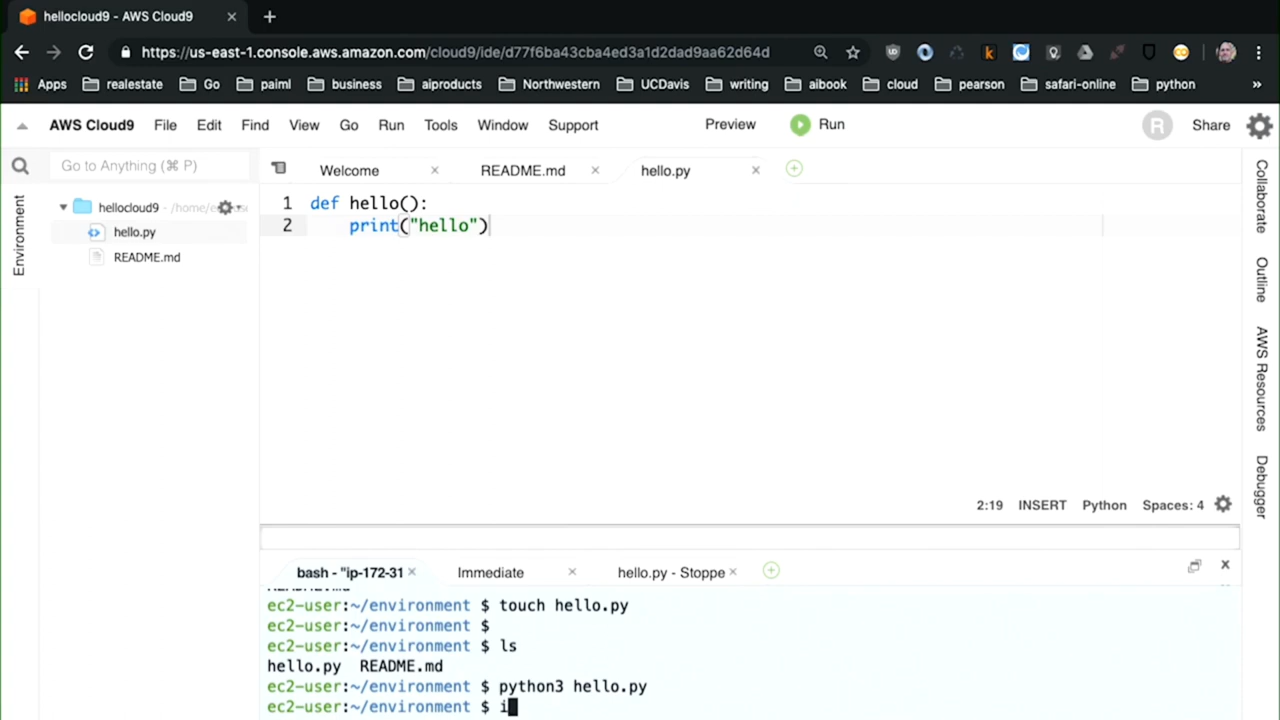 hellocloud9 - AWS Cloud9
https://us-east-1.console.aws.amazon.com/cloud9/ide/d77f6ba43cba4ed3a1d2dad9aa62d64d
Apps realestate Go paiml business aiproducts Northwestern UCDavis writing aibook cloud pearson safari-online python »
AWS Cloud9 File Edit Find View Go Run Tools Window Support Preview Run R Share
Go to Anything (⌘ P) Welcome README.md hello.py
Environment
hellocloud9 - /home/
hello.py
README.md
1 def hello():
2 print("hello")
Collaborate
Outline
AWS Resources
Debugger
2:19 INSERT Python Spaces: 4
bash - "ip-172-31 Immediate hello.py - Stoppe
README.md
ec2-user:~/environment $ touch hello.py
ec2-user:~/environment $
ec2-user:~/environment $ ls
hello.py README.md
ec2-user:~/environment $ python3 hello.py
ec2-user:~/environment $ i